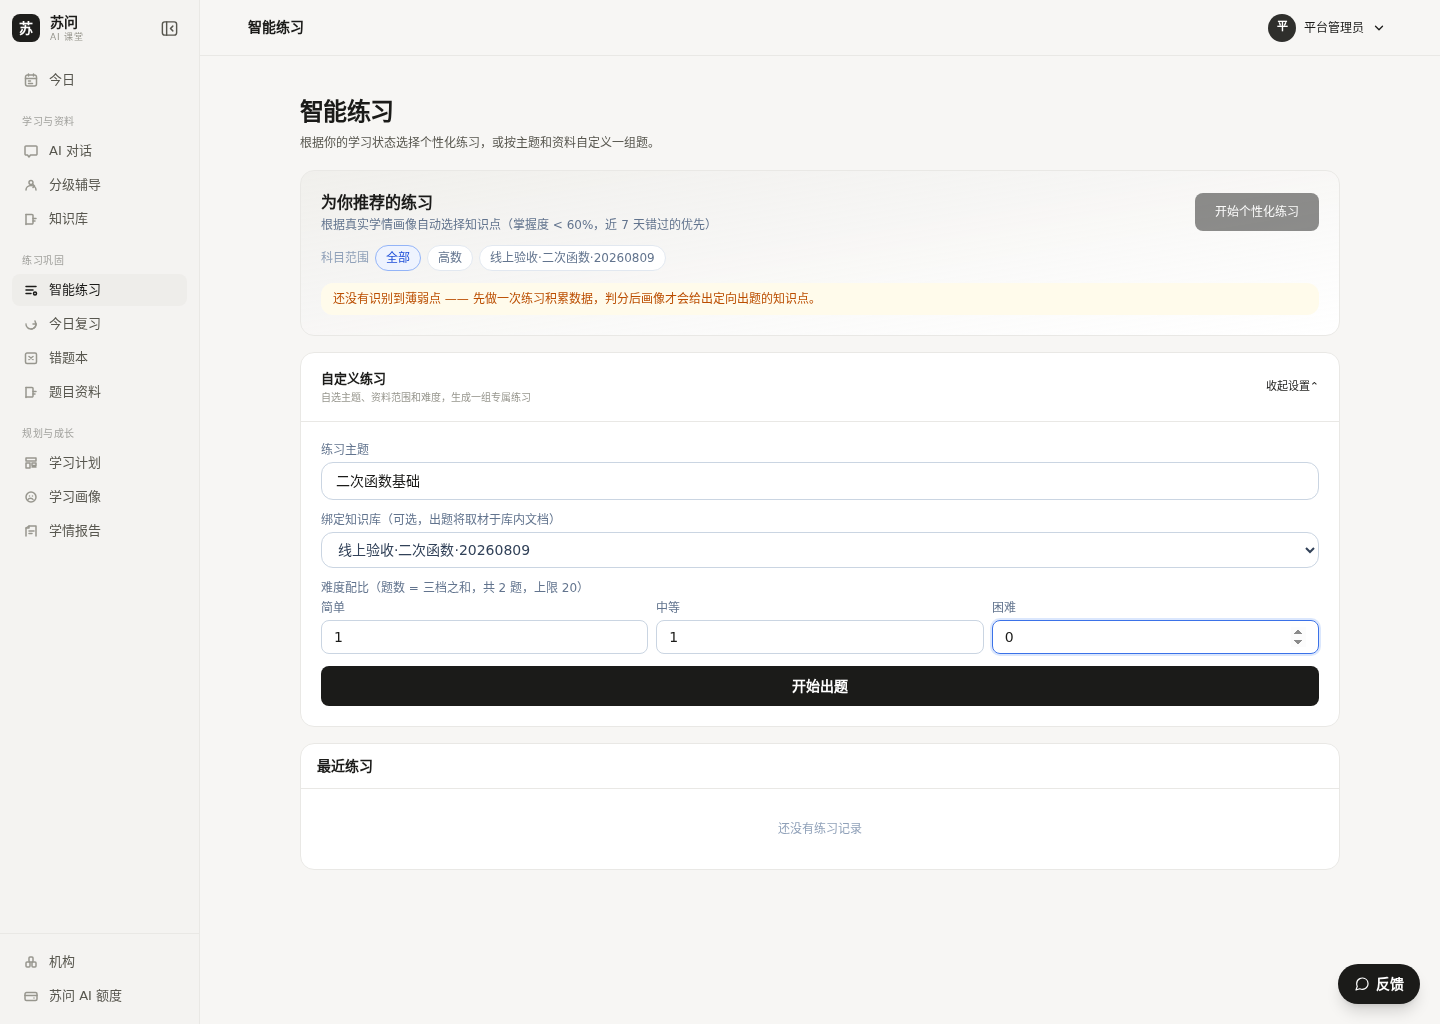 苏
苏问
AI 课堂
今日
学习与资料
AI 对话
分级辅导
知识库
练习巩固
智能练习
今日复习
错题本
题目资料
规划与成长
学习计划
学习画像
学情报告
机构
苏问 AI 额度
智能练习
平
平台管理员
智能练习
根据你的学习状态选择个性化练习，或按主题和资料自定义一组题。
为你推荐的练习
根据真实学情画像自动选择知识点（掌握度 < 60%，近 7 天错过的优先）
开始个性化练习
科目范围 全部 高数 线上验收·二次函数·20260809
还没有识别到薄弱点 —— 先做一次练习积累数据，判分后画像才会给出定向出题的知识点。
自定义练习
自选主题、资料范围和难度，生成一组专属练习
收起设置⌃
练习主题
二次函数基础
绑定知识库（可选，出题将取材于库内文档）
线上验收·二次函数·20260809
难度配比（题数 = 三档之和，共 2 题，上限 20）
简单 中等 困难
1 1 0
开始出题
最近练习
还没有练习记录
反馈